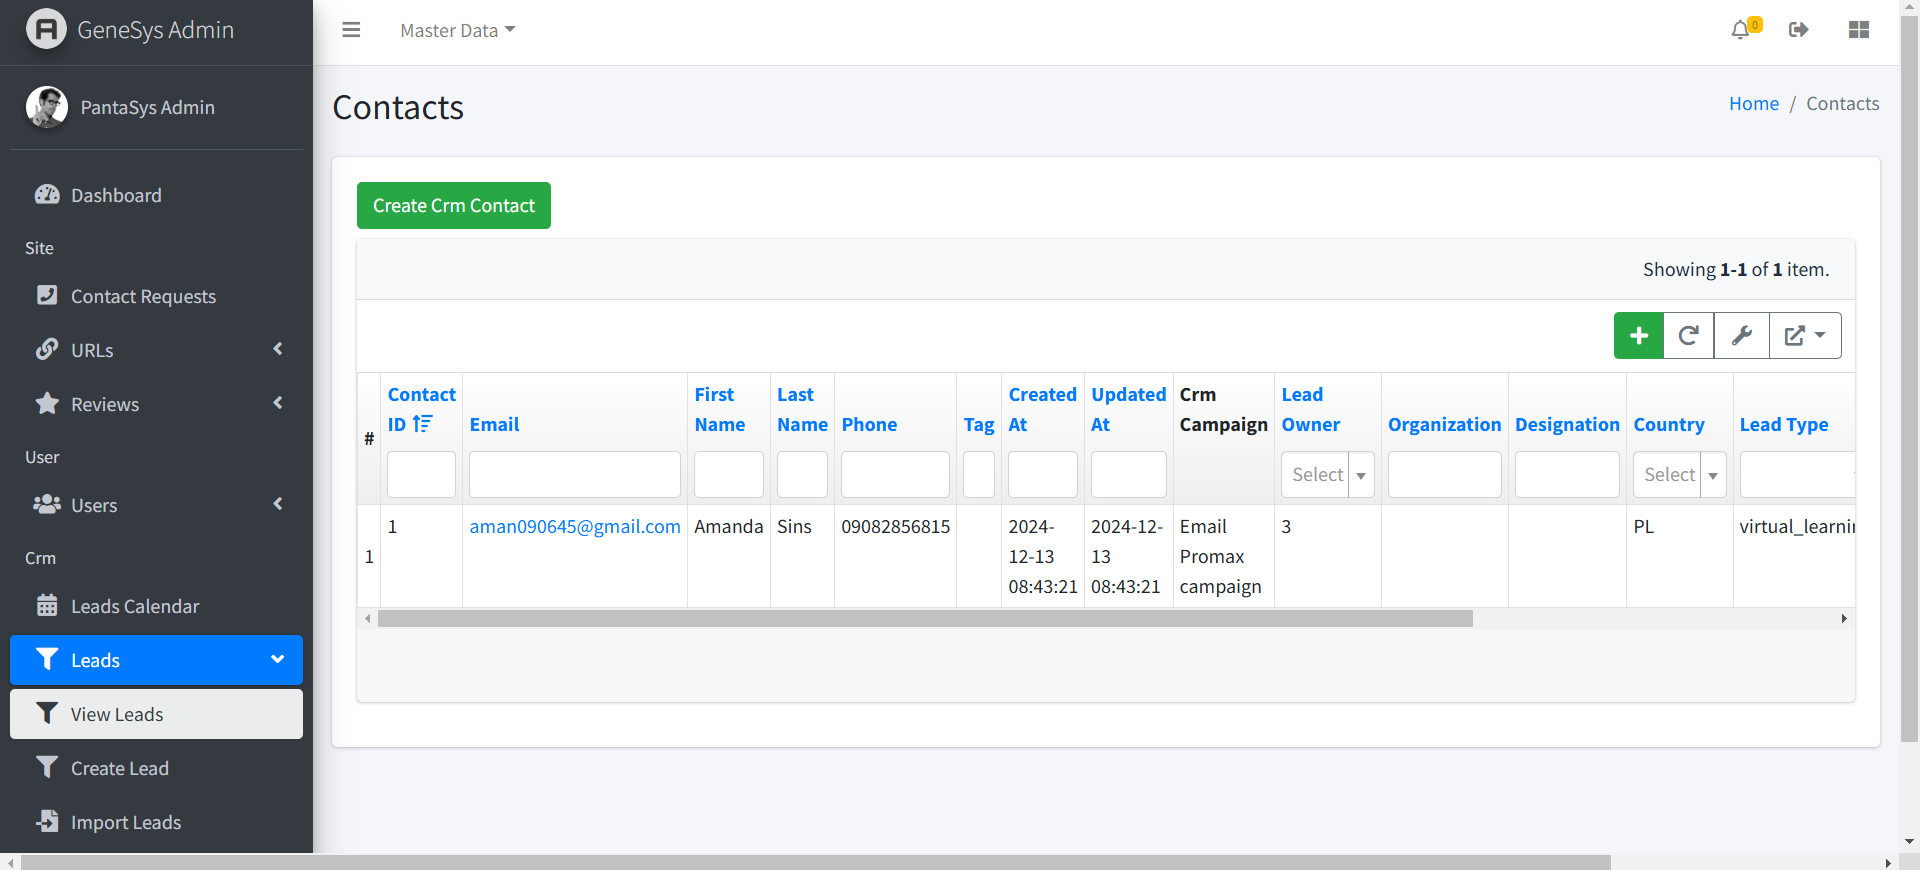 GeneSys Admin
Master Data
0
PantaSys Admin
Contacts
Home / Contacts
Dashboard
Site
Contact Requests
URLs
Reviews
User
Users
Crm
Leads Calendar
Leads
View Leads
Create Lead
Import Leads
Create Crm Contact
Showing 1-1 of 1 item.
#
Contact
ID
Email
First
Name
Last
Name
Phone
Tag
Created
At
Updated
At
Crm
Campaign
Lead
Owner
Organization
Designation
Country
Lead Type
Select
Select
1
1
aman090645@gmail.com
Amanda
Sins
09082856815
2024-
12-13
08:43:21
2024-12-
13
08:43:21
Email
Promax
campaign
3
PL
virtual_learnin